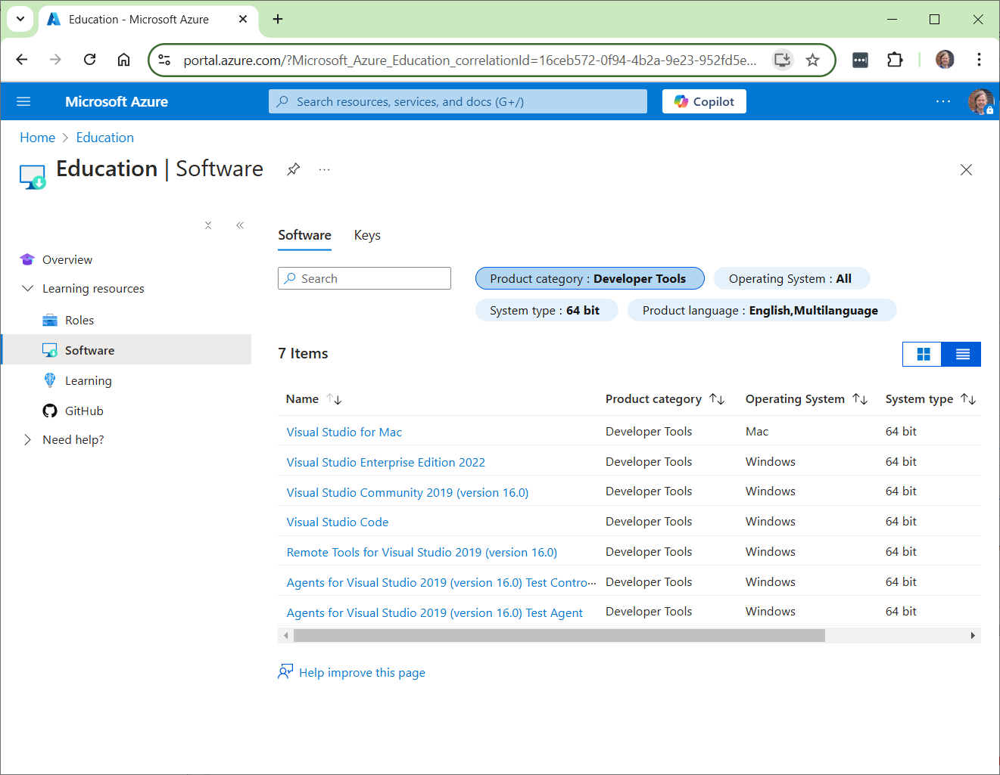 Education - Microsoft Azure
portal.azure.com/?Microsoft_Azure_Education_correlationId=16ceb572-0f94-4b2a-9e23-952fd5e...
Microsoft Azure
Search resources, services, and docs (G+/)
Copilot
...
Home > Education
Education | Software
...
Overview
Learning resources
Roles
Software
Learning
GitHub
Need help?
Software Keys
Search
Product category : Developer Tools
Operating System : All
System type : 64 bit
Product language : English,Multilanguage
7 Items
Name Product category Operating System System type
Visual Studio for Mac Developer Tools Mac 64 bit
Visual Studio Enterprise Edition 2022 Developer Tools Windows 64 bit
Visual Studio Community 2019 (version 16.0) Developer Tools Windows 64 bit
Visual Studio Code Developer Tools Windows 64 bit
Remote Tools for Visual Studio 2019 (version 16.0) Developer Tools Windows 64 bit
Agents for Visual Studio 2019 (version 16.0) Test Contro... Developer Tools Windows 64 bit
Agents for Visual Studio 2019 (version 16.0) Test Agent Developer Tools Windows 64 bit
Help improve this page